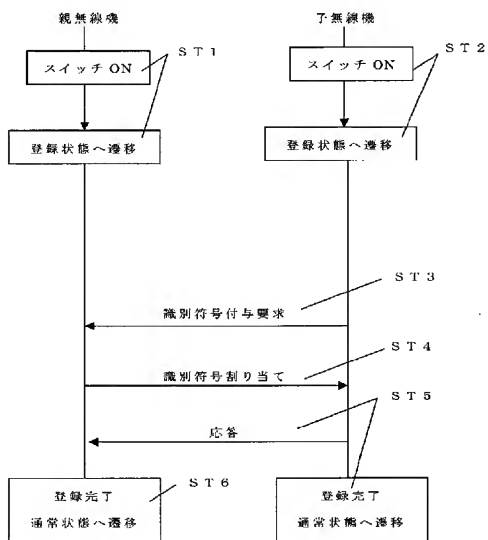 親無線機
子無線機
スイッチON
ST1
スイッチON
ST2
登録状態へ遷移
登録状態へ遷移
ST3
識別符号付与要求
ST4
識別符号割り当て
ST5
応答
登録完了
通常状態へ遷移
ST6
登録完了
通常状態へ遷移